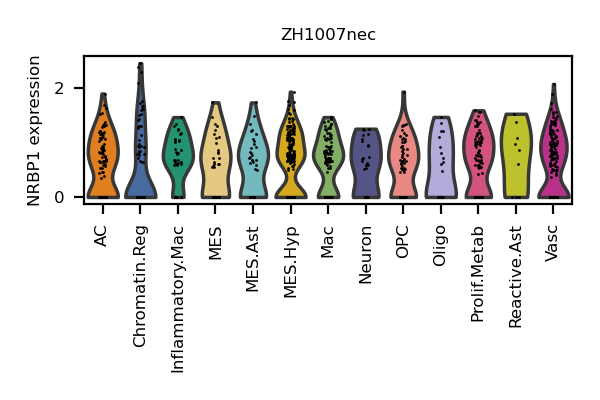 ZH1007nec
NRBP1 expression
2
0
AC
Chromatin.Reg
Inflammatory.Mac
MES
MES.Ast
MES.Hyp
Mac
Neuron
OPC
Oligo
Prolif.Metab
Reactive.Ast
Vasc